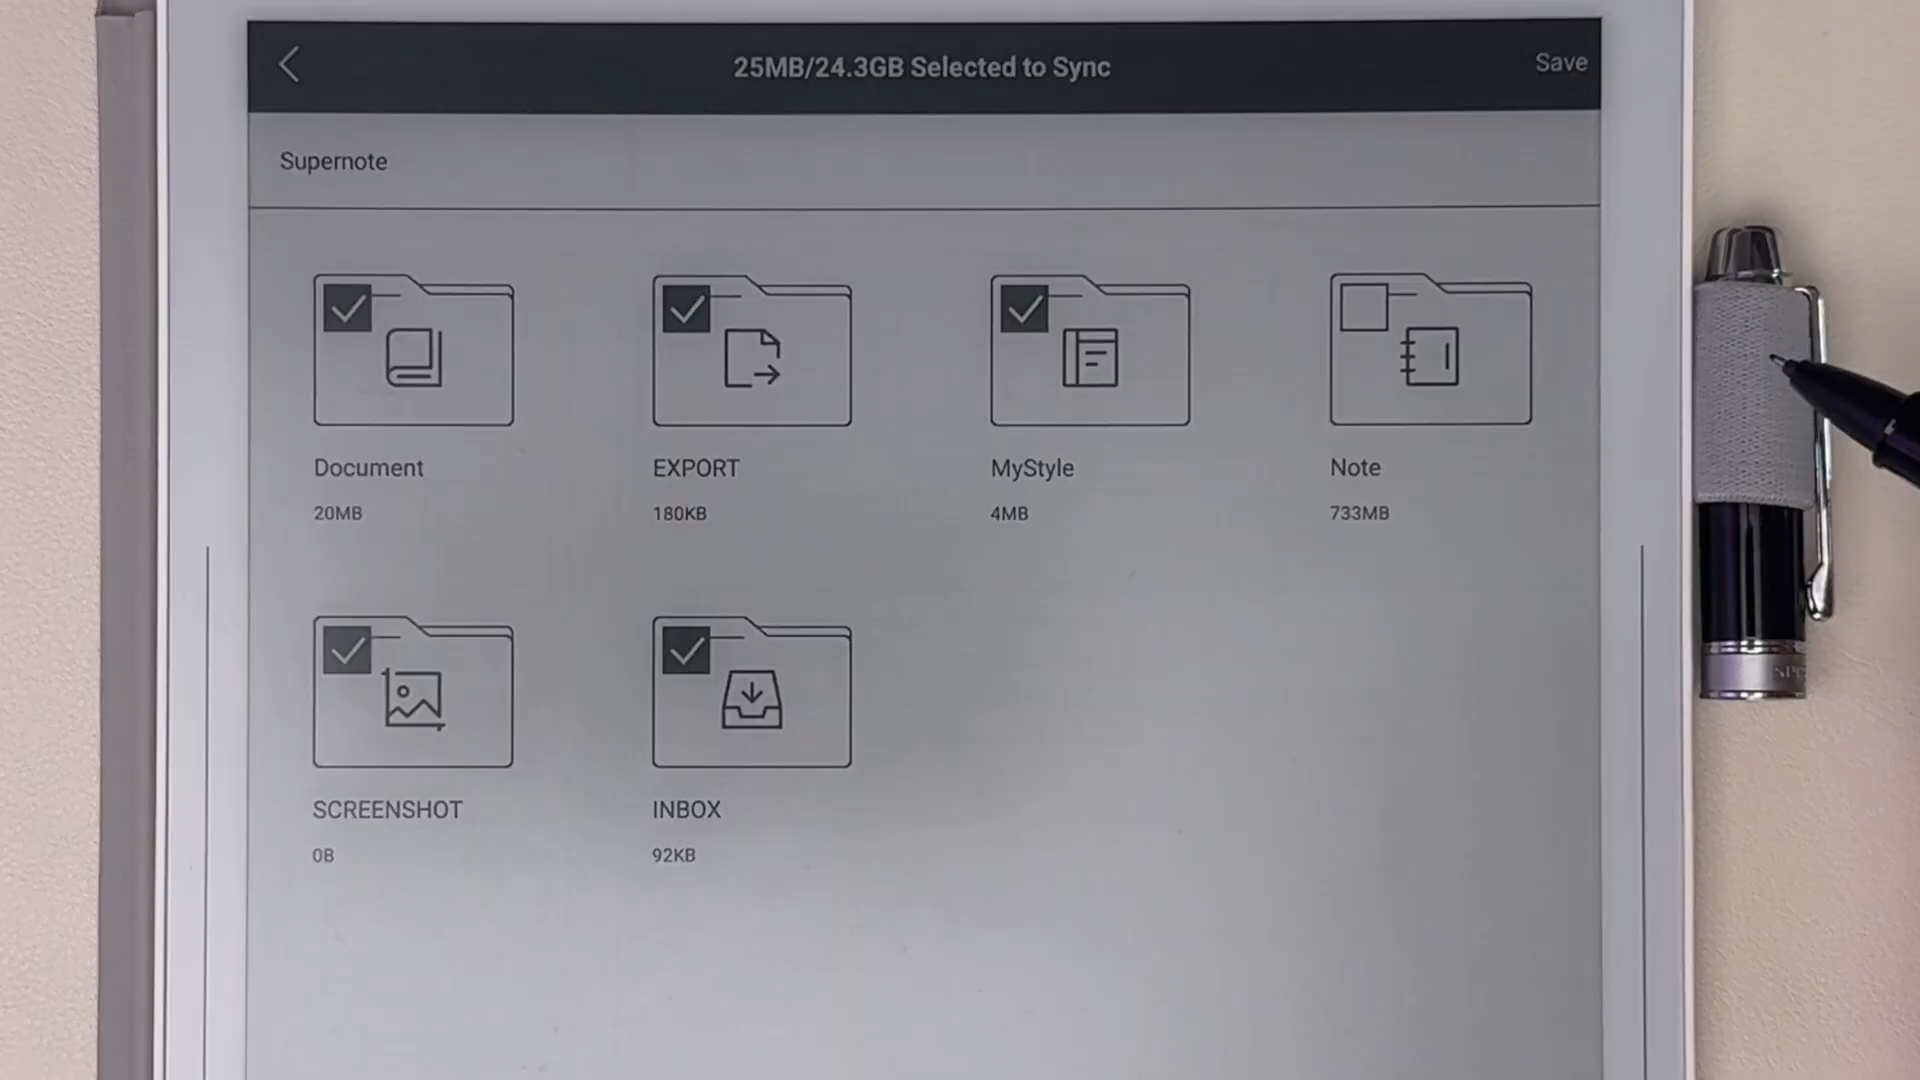 25MB/24.3GB Selected to Sync
Save
Supernote
Document
EXPORT
MyStyle
Note
20MB
180KB
4MB
733MB
SCREENSHOT
INBOX
0B
92KB